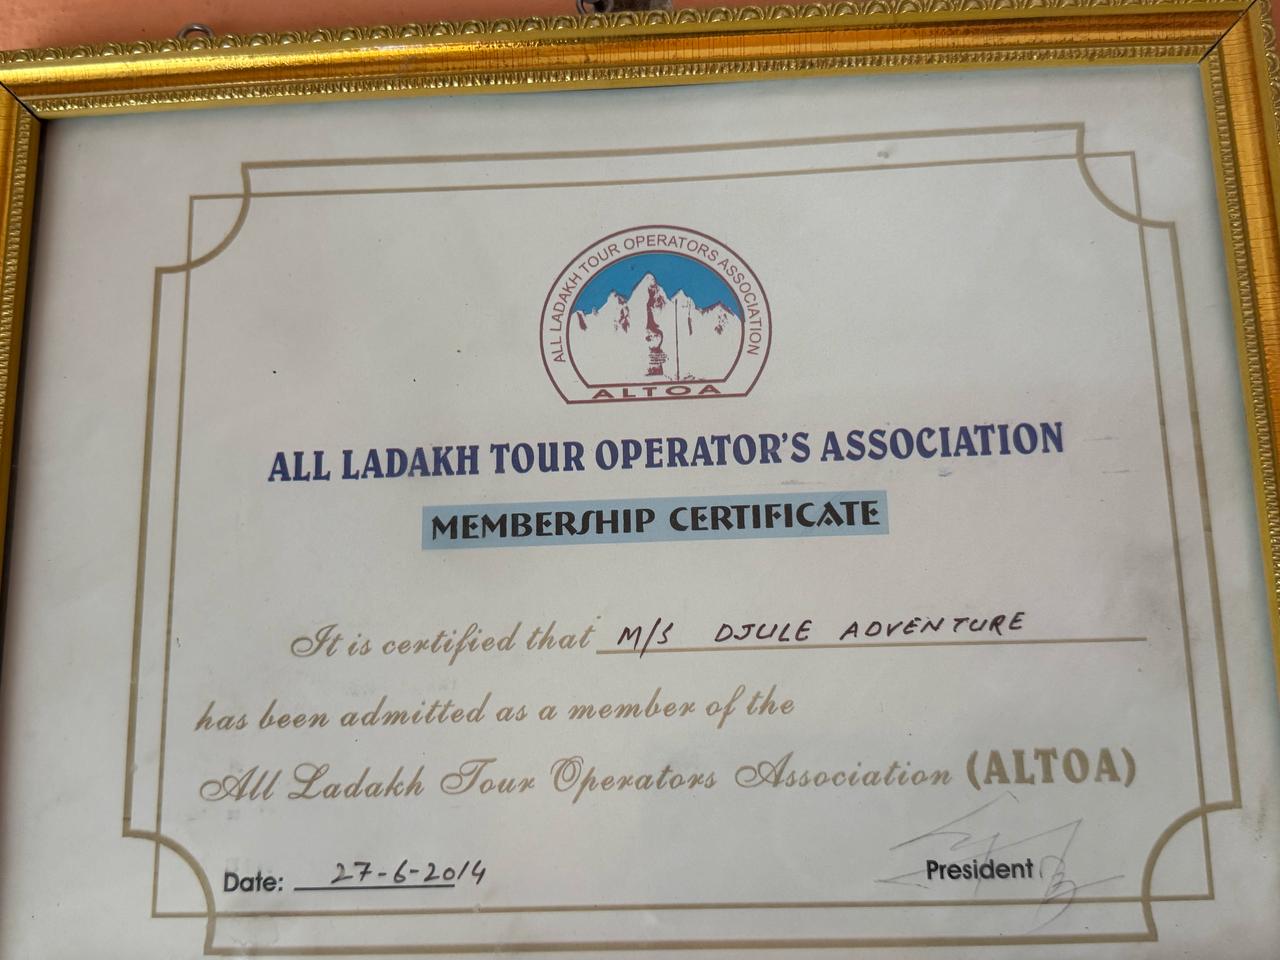 ALL LADAKH TOUR OPERATORS ASSOCIATION
ALTOA
ALL LADAKH TOUR OPERATOR'S ASSOCIATION
MEMBERSHIP CERTIFICATE
It is certified that M/S DJULE ADVENTURE
has been admitted as a member of the
All Ladakh Tour Operators Association (ALTOA)
Date: 27-6-2014
President